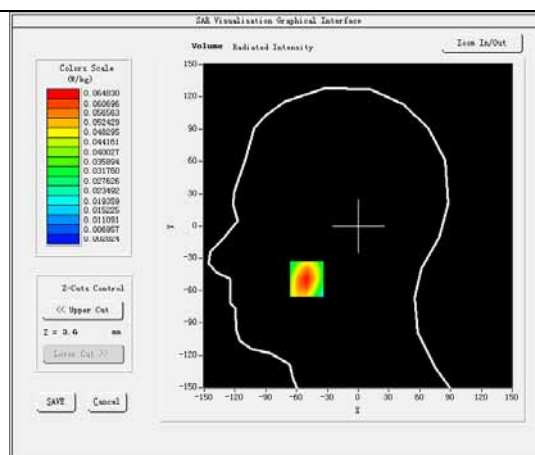 SAR Visualisation Graphical Interface
Volume Radiated Intensity
Zoom In/Out
Colors Scale
(W/kg)
0.064830
0.060696
0.056563
0.052429
0.048295
0.044161
0.040027
0.035894
0.031760
0.027626
0.023492
0.019359
0.015225
0.011091
0.006957
0.002824
Z-Cuts Control
<< Upper Cut
Z = 3.6 mm
Lower Cut >>
SAVE Cancel
150
120
90
60
30
0
-30
-60
-90
-120
-150
Y
-150 -120 -90 -60 -30 0 30 60 90 120 150
X